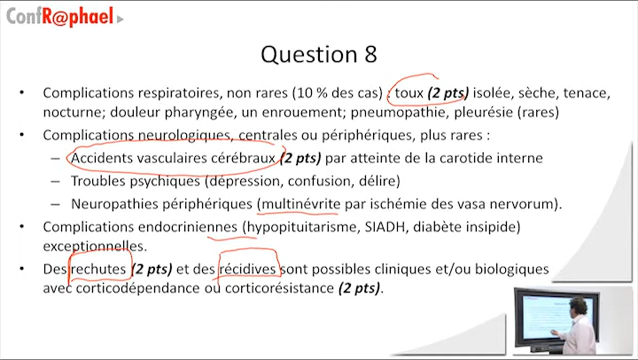 ConfR@phael
Question 8
• Complications respiratoires, non rares (10 % des cas) : toux (2 pts) isolée, sèche, tenace,
nocturne; douleur pharyngée, un enrouement; pneumopathie, pleurésie (rares)
• Complications neurologiques, centrales ou périphériques, plus rares :
– Accidents vasculaires cérébraux (2 pts) par atteinte de la carotide interne
– Troubles psychiques (dépression, confusion, délire)
– Neuropathies périphériques (multinévrite par ischémie des vasa nervorum).
• Complications endocriniennes (hypopituitarisme, SIADH, diabète insipide)
exceptionnelles.
• Des rechutes (2 pts) et des récidives sont possibles cliniques et/ou biologiques
avec corticodépendance ou corticorésistance (2 pts).